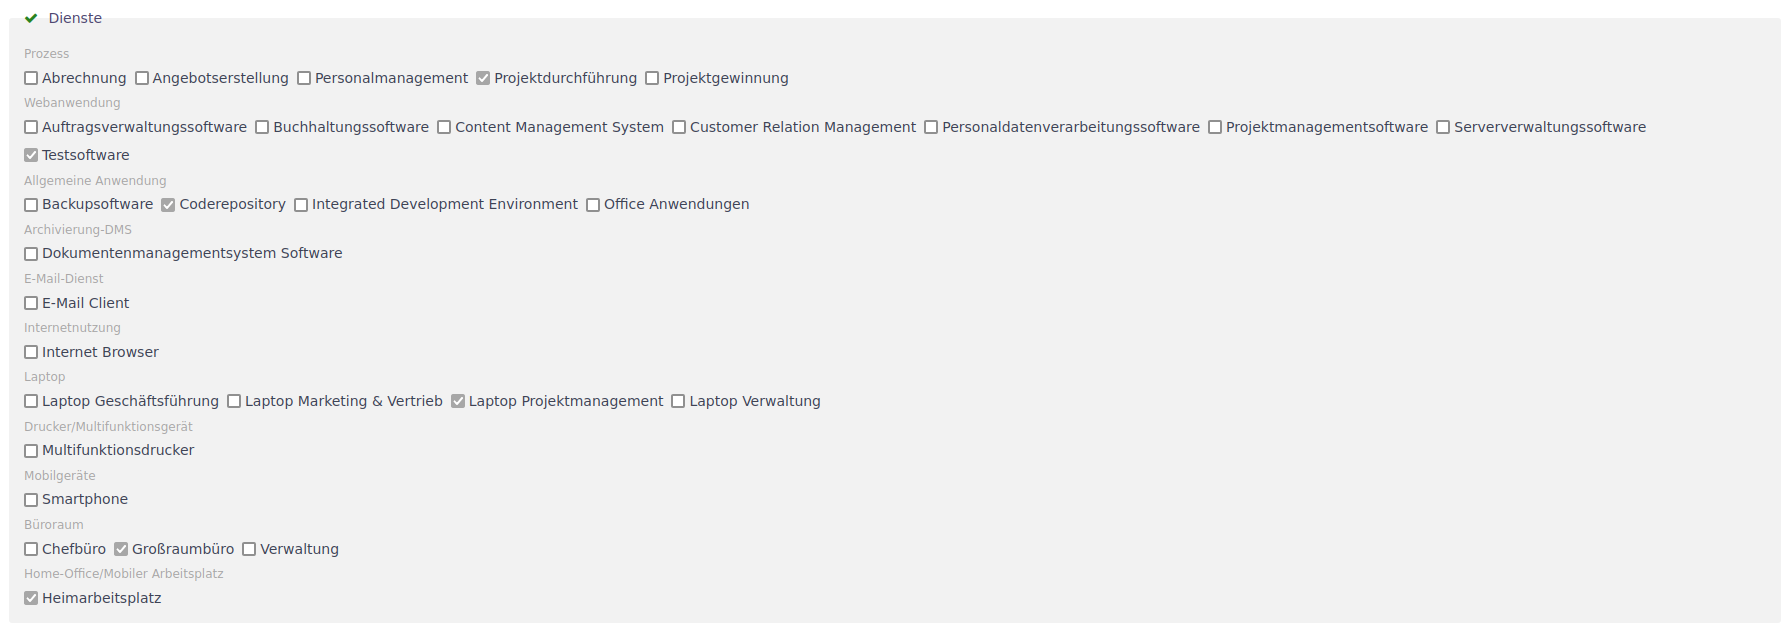 Dienste
Prozess
Abrechnung Angebotserstellung Personalmanagement Projektdurchführung Projektgewinnung
Webanwendung
Auftragsverwaltungssoftware Buchhaltungssoftware Content Management System Customer Relation Management Personaldatenverarbeitungssoftware Projektmanagementsoftware Serververwaltungssoftware
Testsoftware
Allgemeine Anwendung
Backupsoftware Coderepository Integrated Development Environment Office Anwendungen
Archivierung-DMS
Dokumentenmanagementsystem Software
E-Mail-Dienst
E-Mail Client
Internetnutzung
Internet Browser
Laptop
Laptop Geschäftsführung Laptop Marketing & Vertrieb Laptop Projektmanagement Laptop Verwaltung
Drucker/Multifunktionsgerät
Multifunktionsdrucker
Mobilgeräte
Smartphone
Büroraum
Chefbüro Großraumbüro Verwaltung
Home-Office/Mobiler Arbeitsplatz
Heimarbeitsplatz